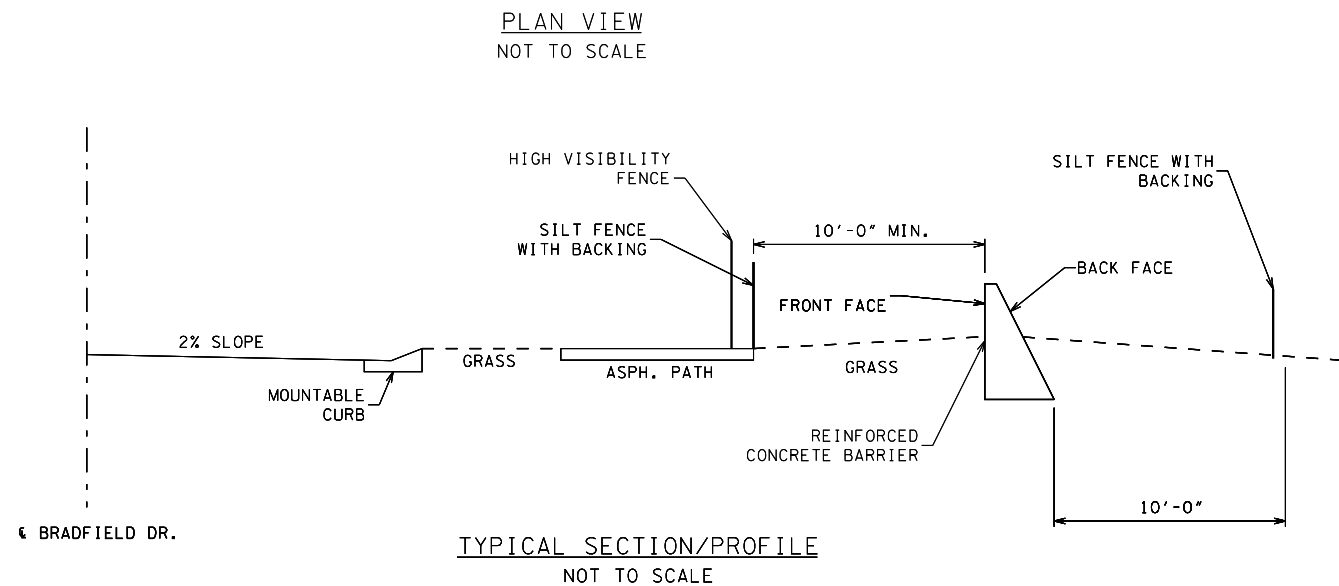 PLAN VIEW
NOT TO SCALE
HIGH VISIBILITY
FENCE
SILT FENCE WITH
BACKING
SILT FENCE
WITH BACKING
10'-0" MIN.
BACK FACE
FRONT FACE
2% SLOPE
GRASS
ASPH. PATH
GRASS
MOUNTABLE
CURB
REINFORCED
CONCRETE BARRIER
10'-0"
℄ BRADFIELD DR.
TYPICAL SECTION/PROFILE
NOT TO SCALE